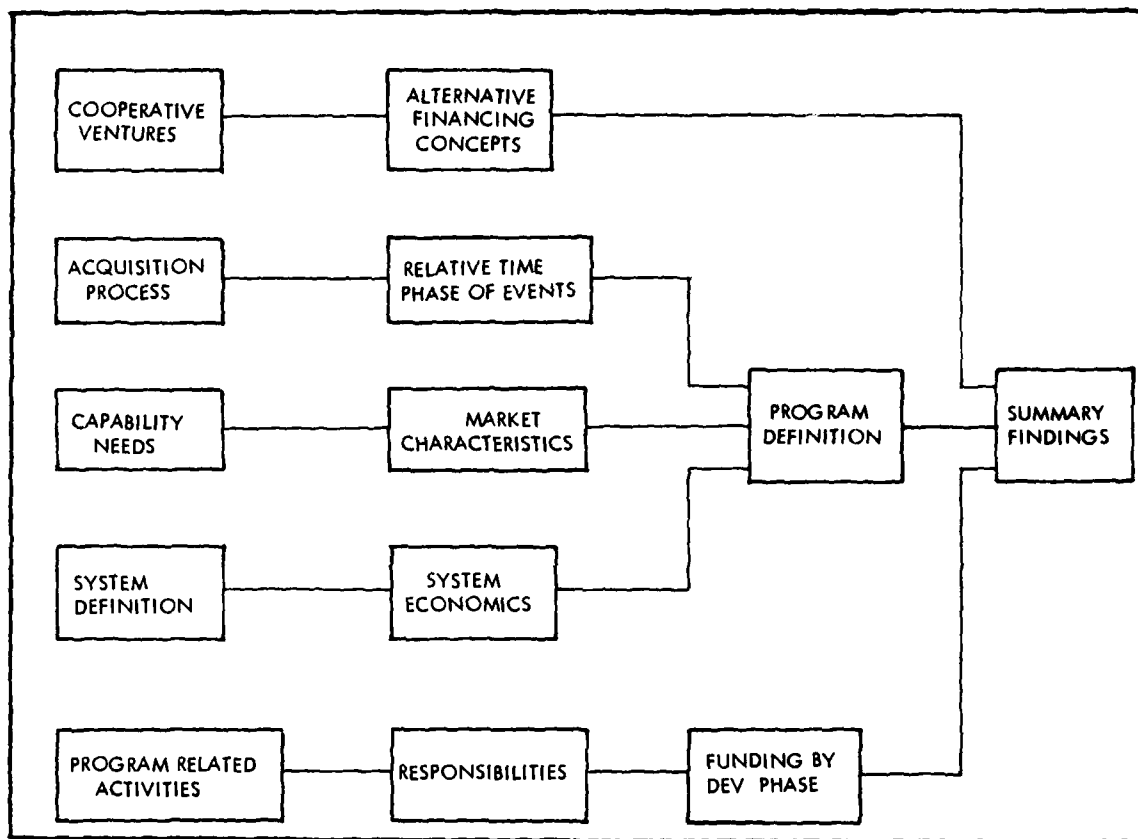 COOPERATIVE
VENTURES
ALTERNATIVE
FINANCING
CONCEPTS
ACQUISITION
PROCESS
RELATIVE TIME
PHASE OF EVENTS
CAPABILITY
NEEDS
MARKET
CHARACTERISTICS
PROGRAM
DEFINITION
SUMMARY
FINDINGS
SYSTEM
DEFINITION
SYSTEM
ECONOMICS
PROGRAM RELATED
ACTIVITIES
RESPONSIBILITIES
FUNDING BY
DEV PHASE